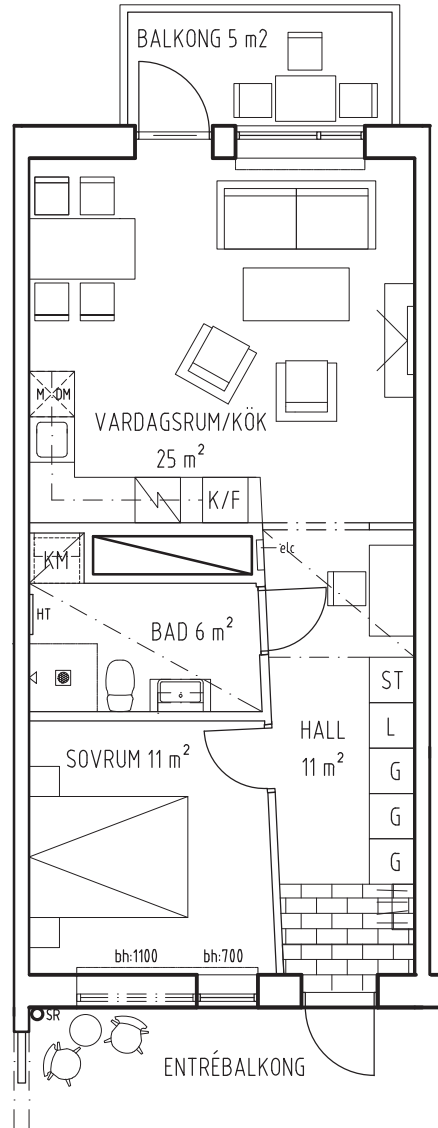 BALKONG 5 m2
M DM
VARDAGSRUM/KÖK
25 m²
K/F
elc
KM
HT
BAD 6 m²
ST
L
HALL
11 m²
SOVRUM 11 m²
G
G
G
bh:1100
bh:700
SR
ENTRÉBALKONG